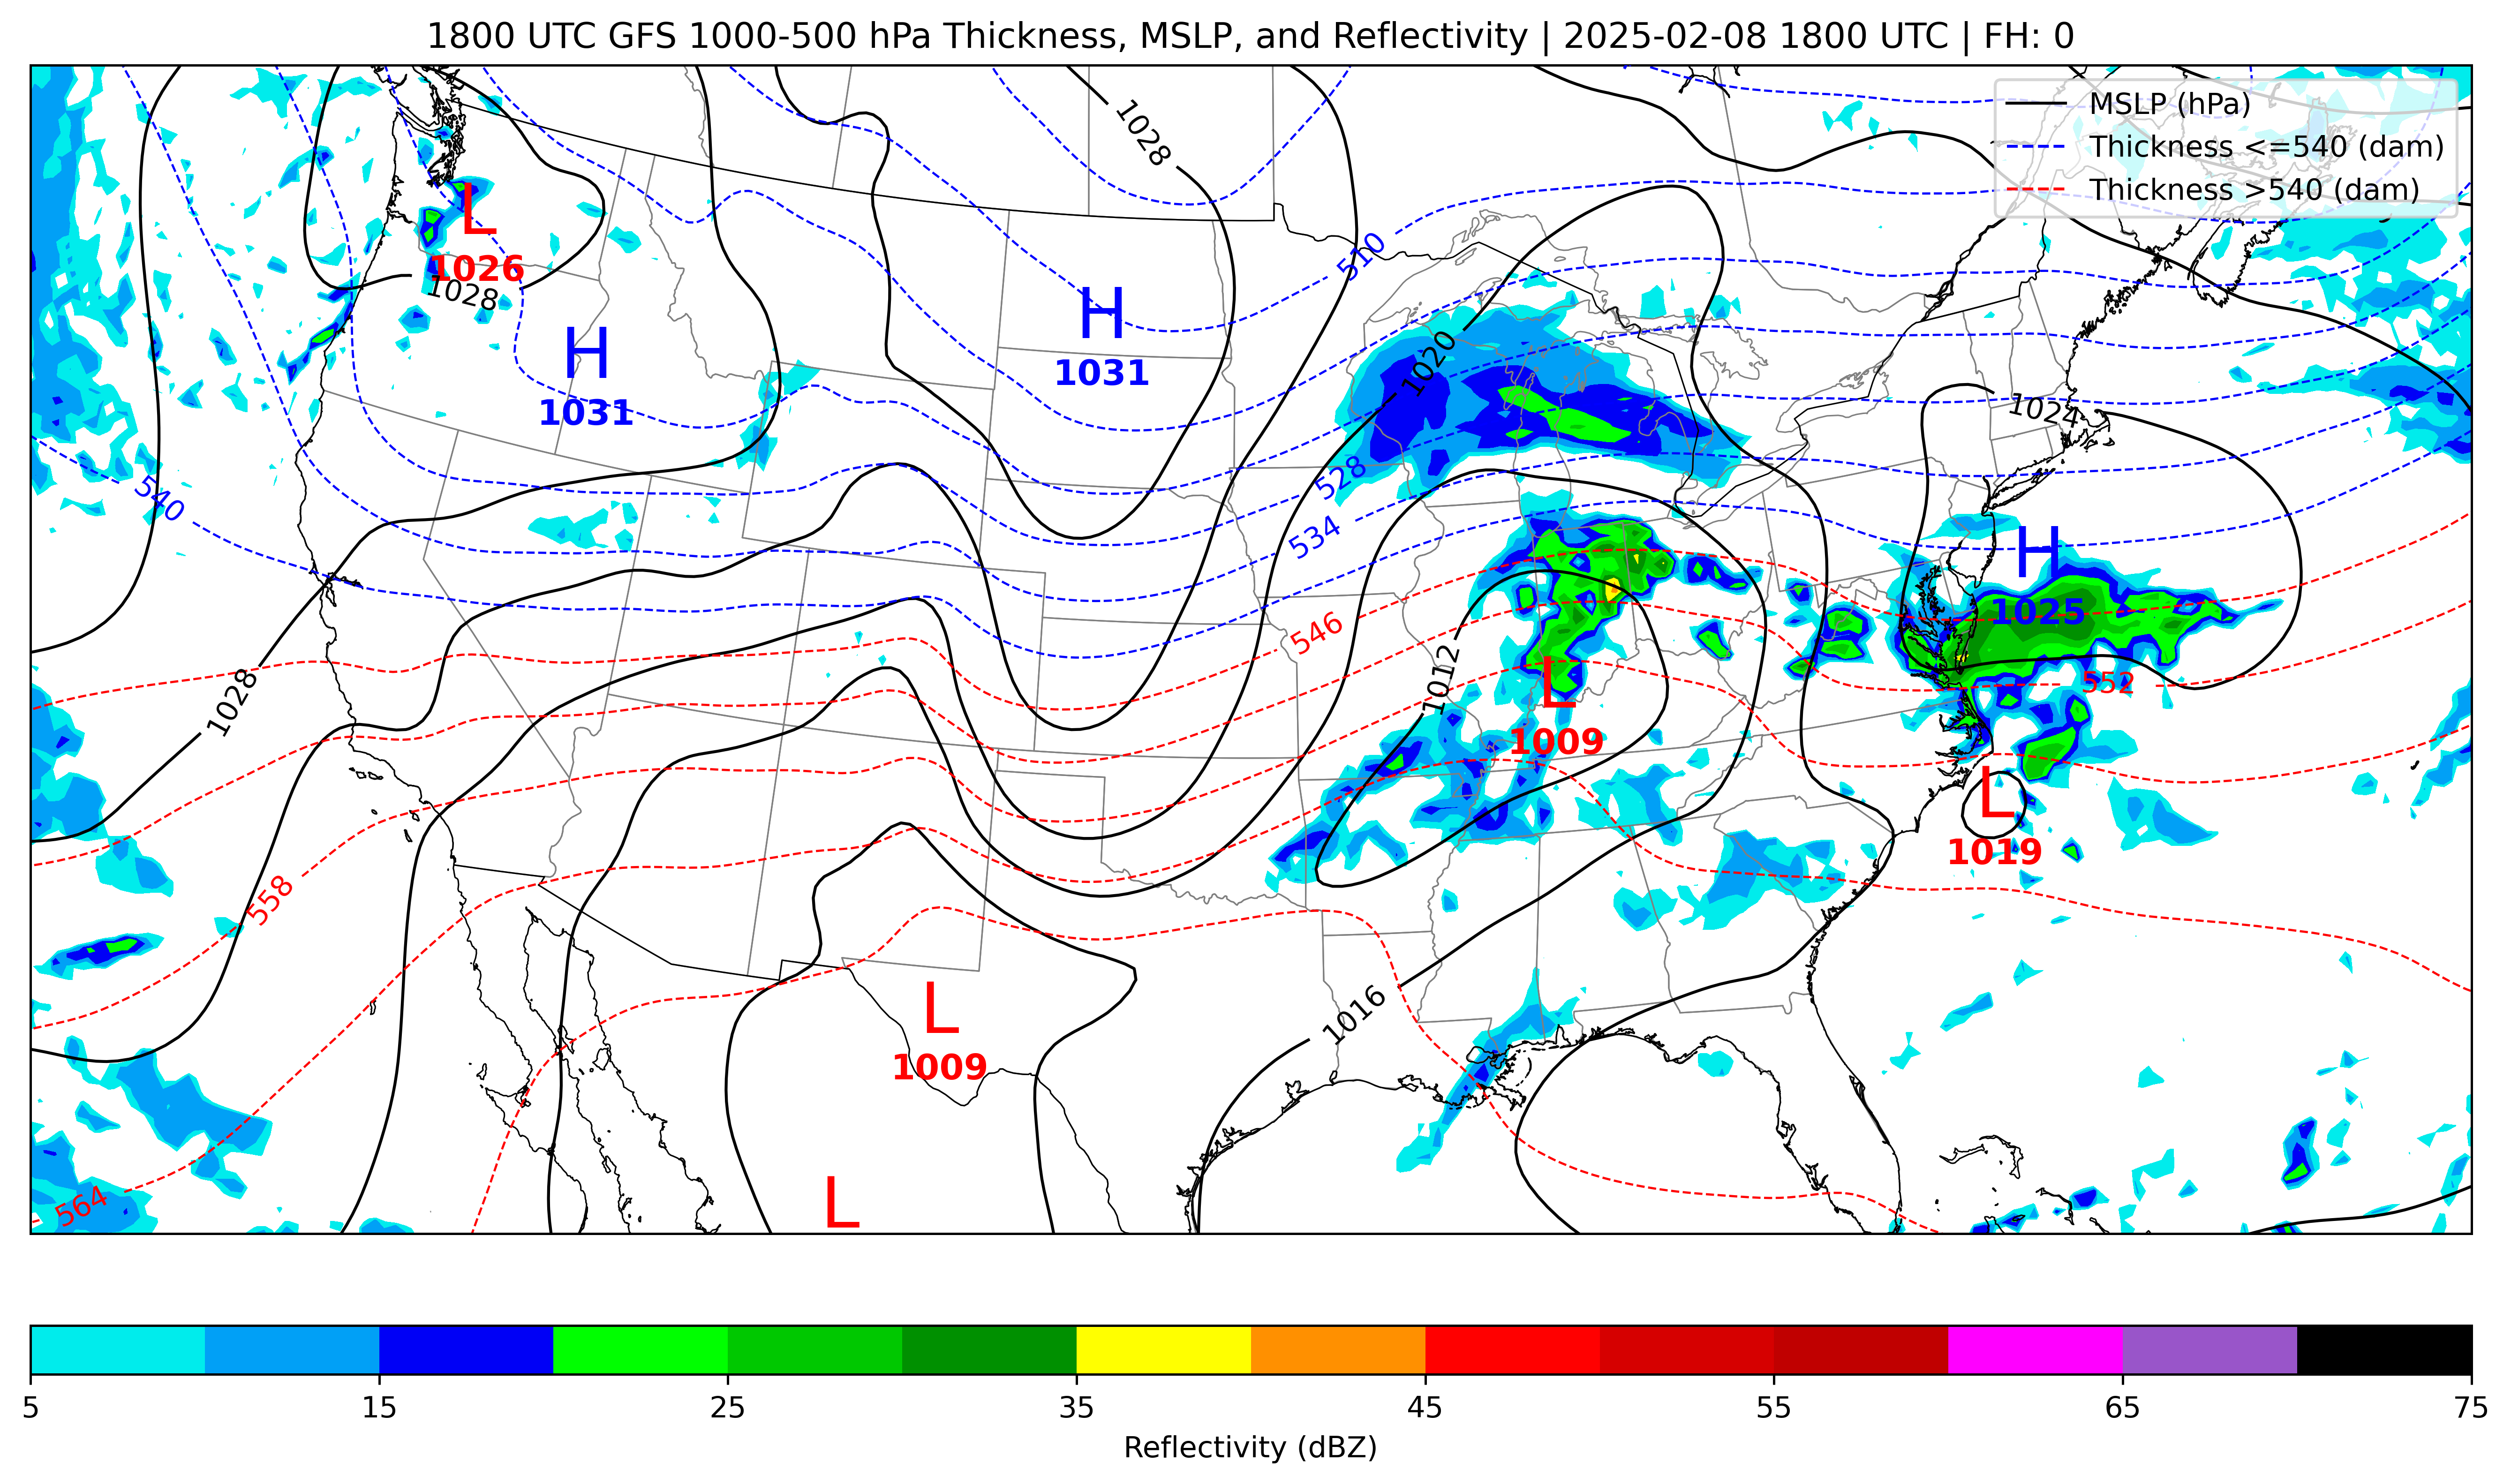 1800 UTC GFS 1000-500 hPa Thickness, MSLP, and Reflectivity | 2025-02-08 1800 UTC | FH: 0
MSLP (hPa)
Thickness <=540 (dam)
Thickness >540 (dam)
1028
L
1026
1028
510
H
1031
H
1031
1020
1024
540
528
534
H
1025
546
552
1028
1012
L
1009
L
1019
558
1016
L
1009
564
L
5 15 25 35 45 55 65 75
Reflectivity (dBZ)